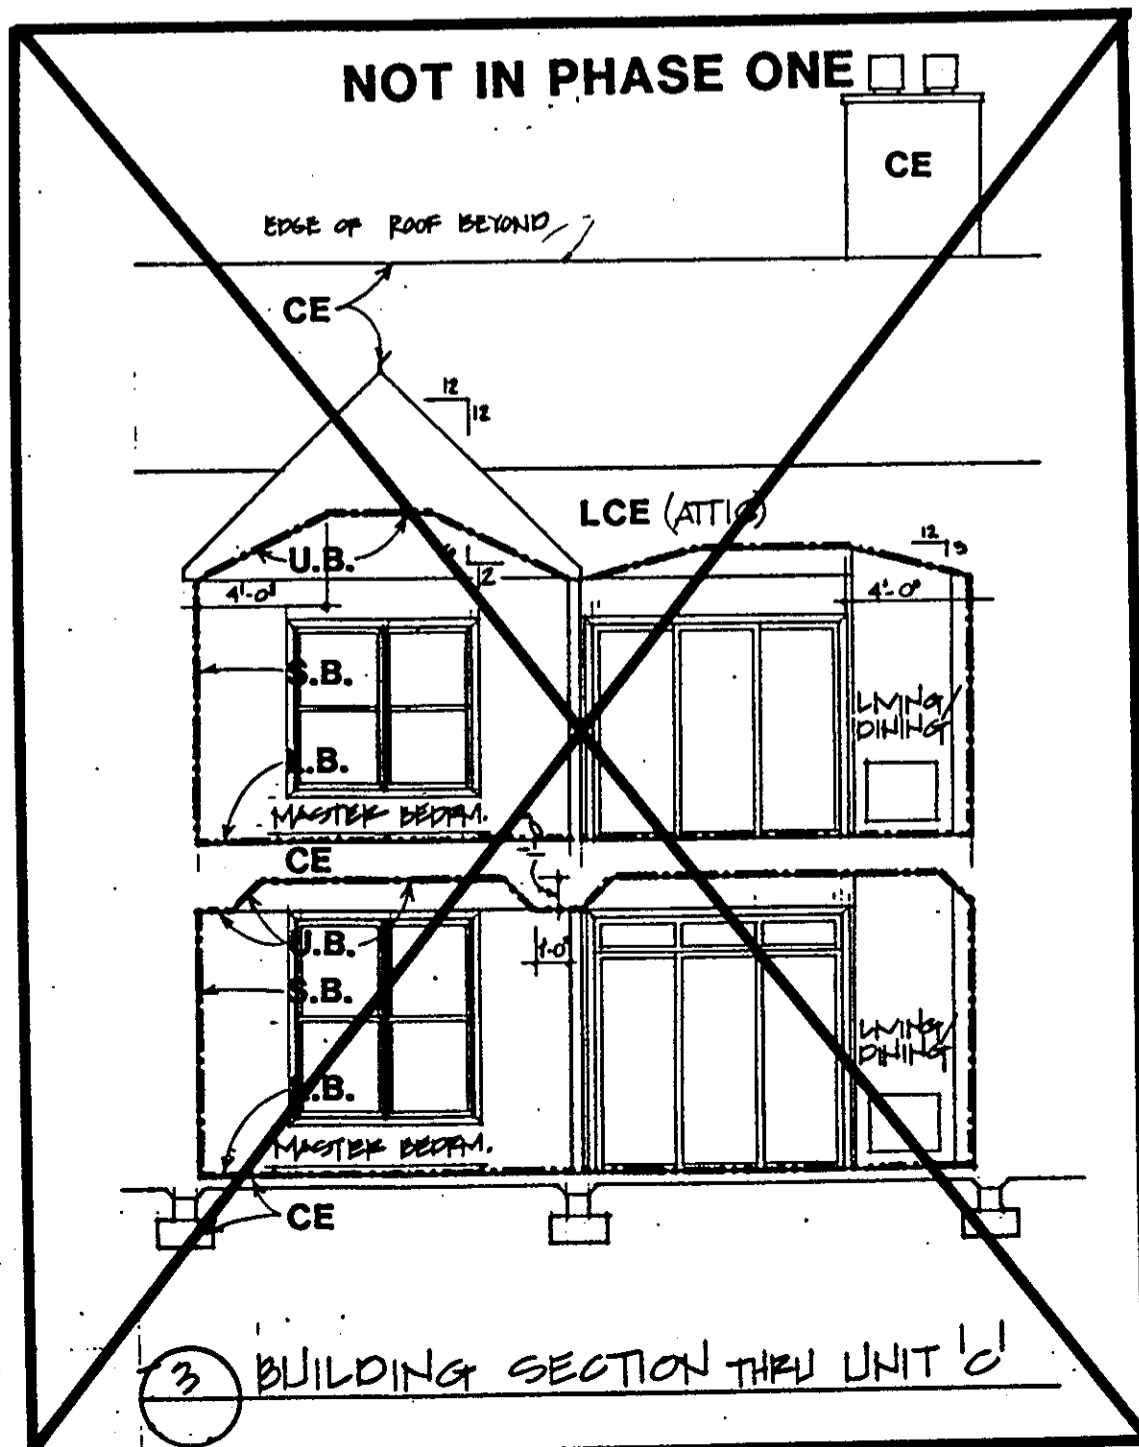 NOT IN PHASE ONE
CE
EDGE OF ROOF BEYOND
CE
12
12
LCE (ATTIC)
U.B.
2
12
4'-0"
4'-0"
S.B.
LIVING
DINING
L.B.
MASTER BEDRM.
CE
U.B.
1'-0"
S.B.
LIVING
DINING
L.B.
MASTER BEDRM.
CE
3 BUILDING SECTION THRU UNIT 'C'